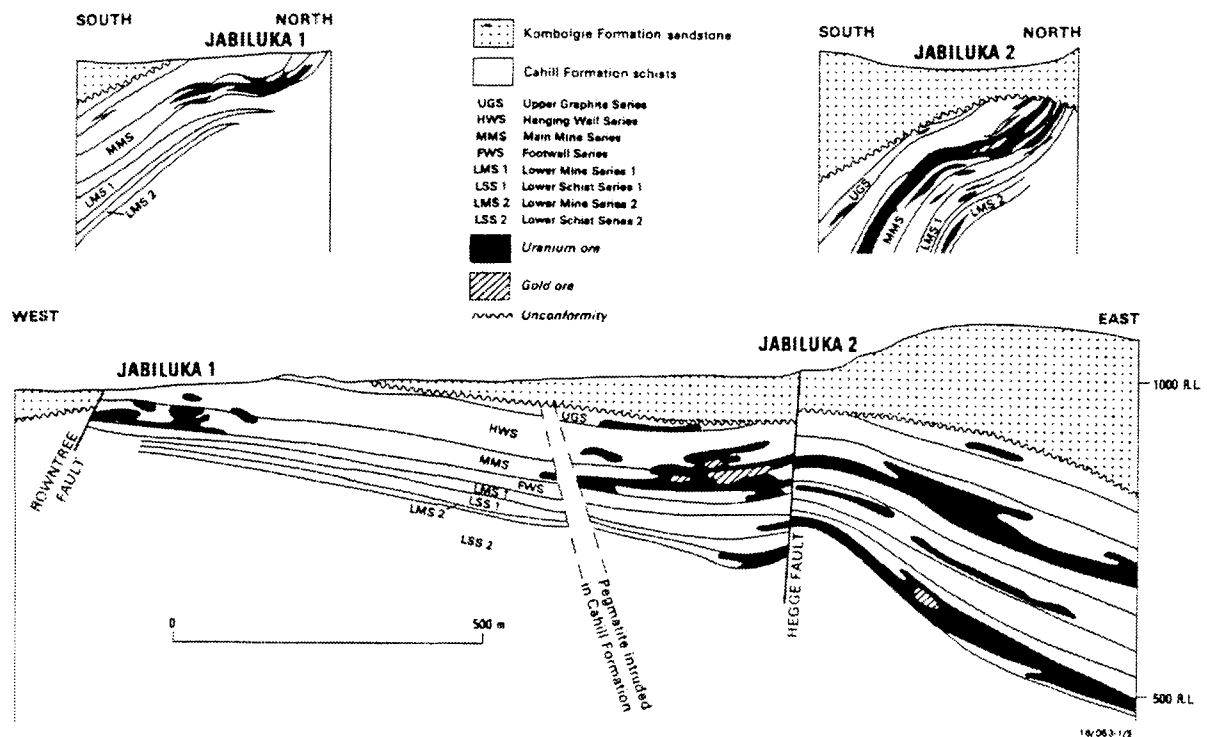 SOUTH NORTH
JABILUKA 1
MMS
LMS 1
LMS 2
Kombolgie Formation sandstone
Cahill Formation schists
UGS Upper Graphite Series
HWS Hanging Wall Series
MMS Main Mine Series
FWS Footwall Series
LMS 1 Lower Mine Series 1
LSS 1 Lower Schist Series 1
LMS 2 Lower Mine Series 2
LSS 2 Lower Schist Series 2
Uranium ore
Gold ore
Unconformity
SOUTH NORTH
JABILUKA 2
UGS
MMS
LMS 1
LMS 2
WEST
EAST
JABILUKA 1
JABILUKA 2
1000 R.L.
500 R.L.
ROWNTREE
FAULT
UGS
HWS
MMS
FWS
LMS 1
LSS 1
LMS 2
LSS 2
HEGGE FAULT
Pegmatite intruded
in Cahill Formation
0 500 m
16/063-1/5